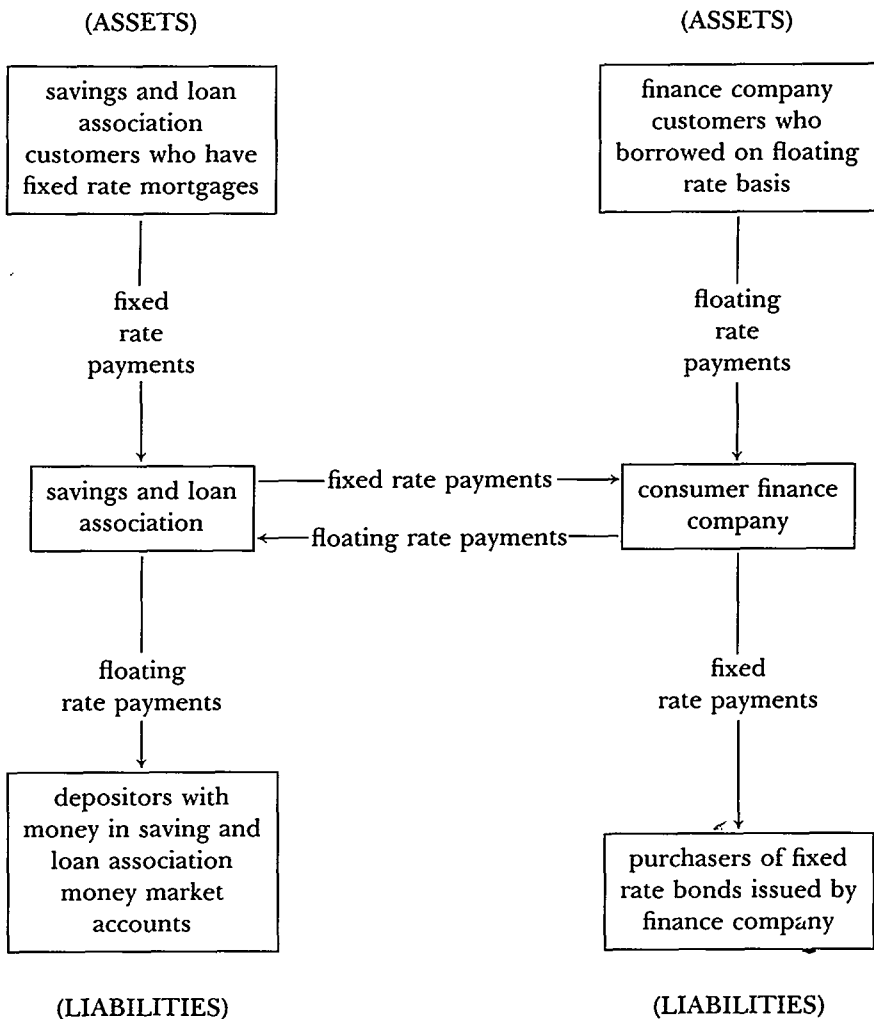 (ASSETS)
savings and loan
association
customers who have
fixed rate mortgages
fixed
rate
payments
savings and loan
association
floating
rate payments
depositors with
money in saving and
loan association
money market
accounts
(LIABILITIES)
fixed rate payments
floating rate payments
(ASSETS)
finance company
customers who
borrowed on floating
rate basis
floating
rate
payments
consumer finance
company
fixed
rate payments
purchasers of fixed
rate bonds issued by
finance company
(LIABILITIES)